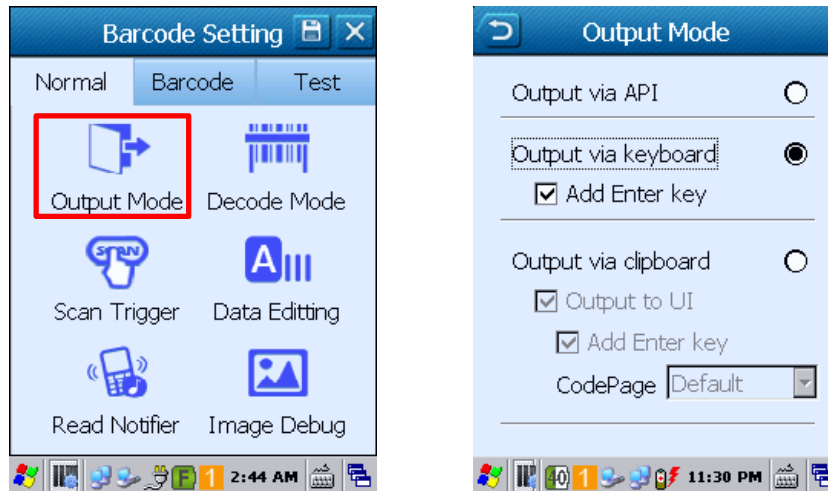 Barcode Setting
Normal Barcode Test
Output Mode Decode Mode
SCAN
A
Scan Trigger Data Editting
Read Notifier Image Debug
F 1 2:44 AM
Output Mode
Output via API
Output via keyboard
Add Enter key
Output via clipboard
Output to UI
Add Enter key
CodePage Default
40 1 11:30 PM